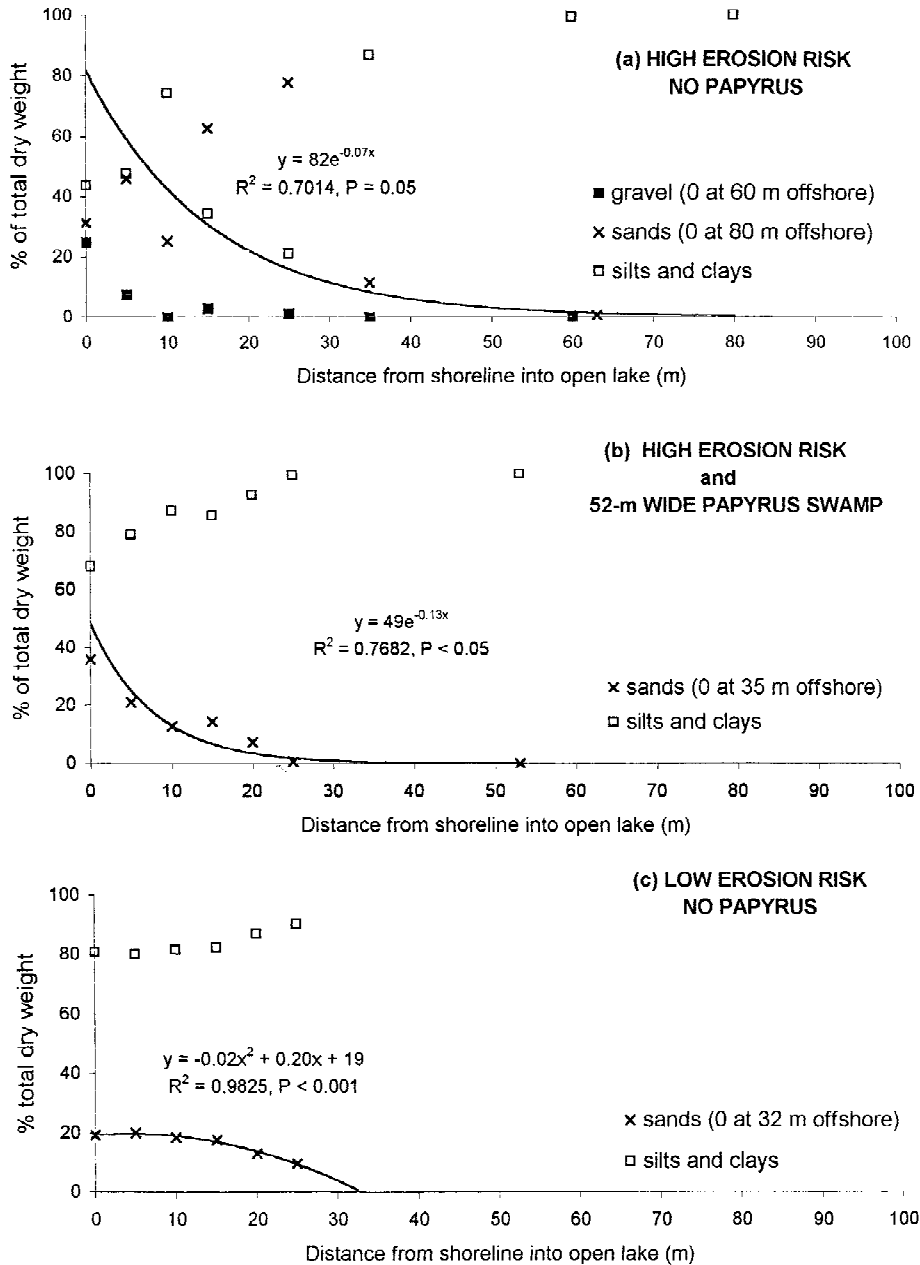 (a) HIGH EROSION RISK
NO PAPYRUS
% of total dry weight
100
80
60
40
20
0
y = 82e^-0.07x
R² = 0.7014, P = 0.05
gravel (0 at 60 m offshore)
sands (0 at 80 m offshore)
silts and clays
0 10 20 30 40 50 60 70 80 90 100
Distance from shoreline into open lake (m)
(b) HIGH EROSION RISK
and
52-m WIDE PAPYRUS SWAMP
% of total dry weight
100
80
60
40
20
0
y = 49e^-0.13x
R² = 0.7682, P < 0.05
sands (0 at 35 m offshore)
silts and clays
0 10 20 30 40 50 60 70 80 90 100
Distance from shoreline into open lake (m)
(c) LOW EROSION RISK
NO PAPYRUS
% total dry weight
100
80
60
40
20
0
y = -0.02x² + 0.20x + 19
R² = 0.9825, P < 0.001
sands (0 at 32 m offshore)
silts and clays
0 10 20 30 40 50 60 70 80 90 100
Distance from shoreline into open lake (m)